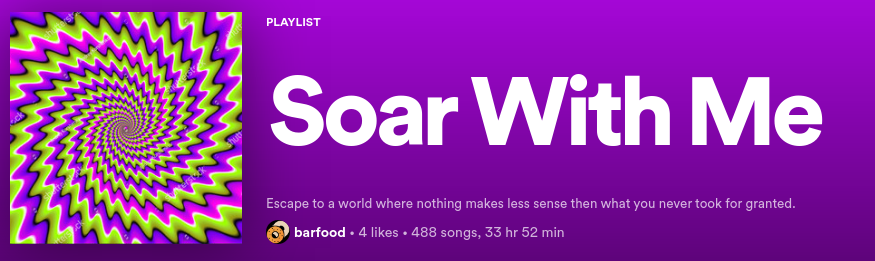 PLAYLIST
Soar With Me
Escape to a world where nothing makes less sense then what you never took for granted.
barfood • 4 likes • 488 songs, 33 hr 52 min